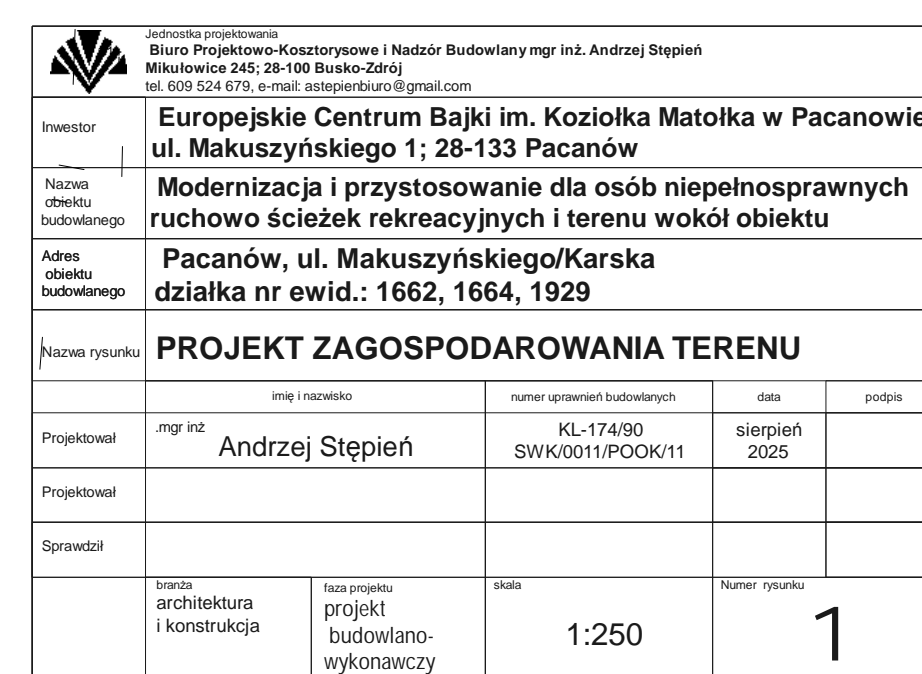 Jednostka projektowania
Biuro Projektowo-Kosztorysowe i Nadzór Budowlany mgr inż. Andrzej Stępień
Mikułowice 245; 28-100 Busko-Zdrój
tel. 609 524 679, e-mail: astepienbiuro@gmail.com
Inwestor
Europejskie Centrum Bajki im. Koziołka Matołka w Pacanowie
ul. Makuszyńskiego 1; 28-133 Pacanów
Nazwa
obiektu
budowlanego
Modernizacja i przystosowanie dla osób niepełnosprawnych
ruchowo ścieżek rekreacyjnych i terenu wokół obiektu
Adres
obiektu
budowlanego
Pacanów, ul. Makuszyńskiego/Karska
działka nr ewid.: 1662, 1664, 1929
Nazwa rysunku
PROJEKT ZAGOSPODAROWANIA TERENU
imię i nazwisko
numer uprawnień budowlanych
data
podpis
Projektował
.mgr inż
Andrzej Stępień
KL-174/90
SWK/0011/POOK/11
sierpień
2025
Projektował
Sprawdził
branża
architektura
i konstrukcja
faza projektu
projekt
budowlano-
wykonawczy
skala
1:250
Numer rysunku
1